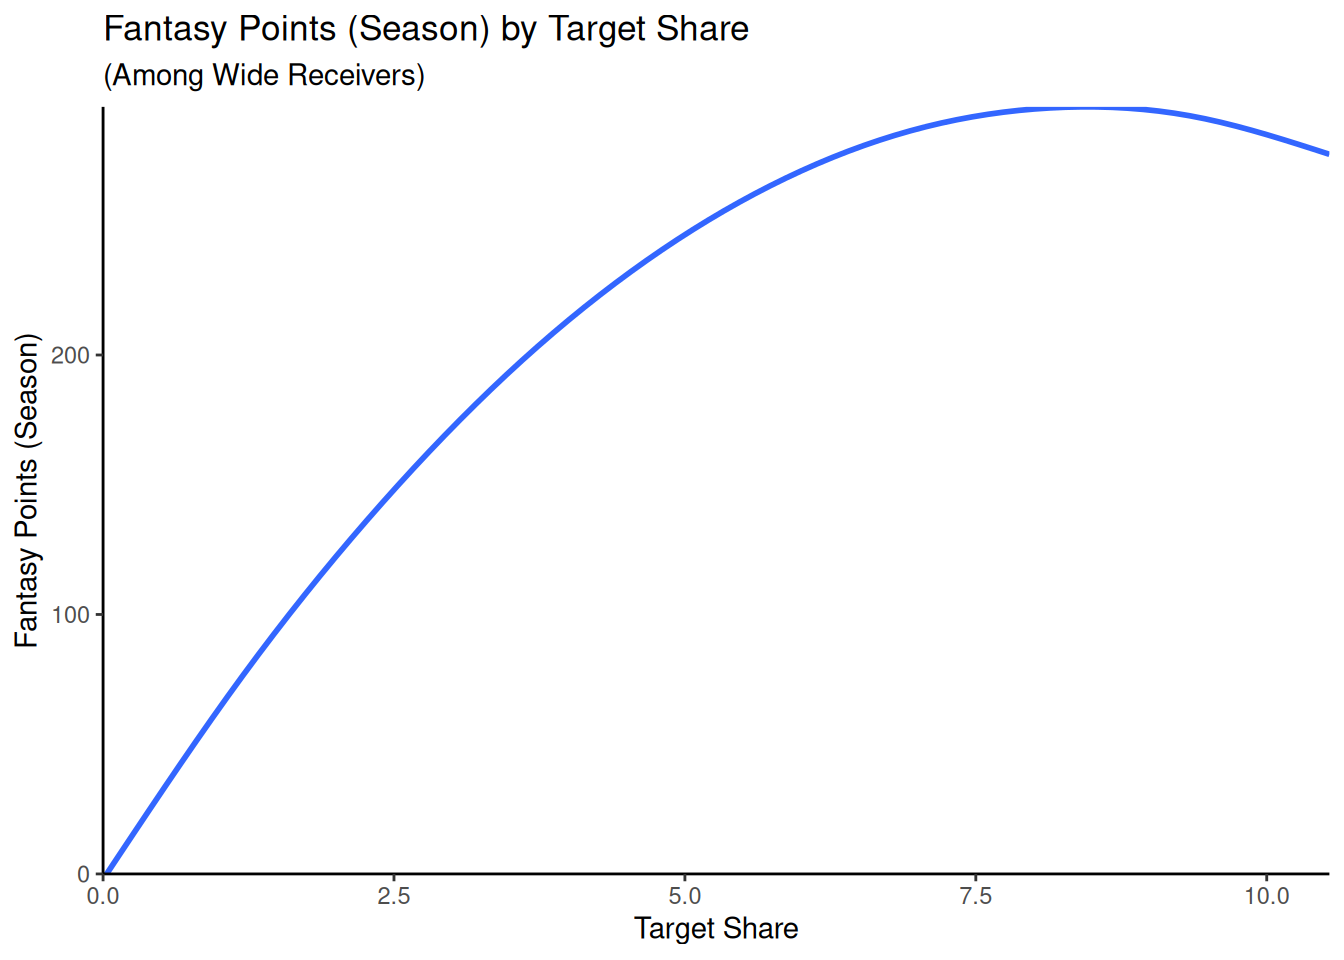 Fantasy Points (Season) by Target Share
(Among Wide Receivers)
Fantasy Points (Season)
200
100
0
0.0 2.5 5.0 7.5 10.0
Target Share